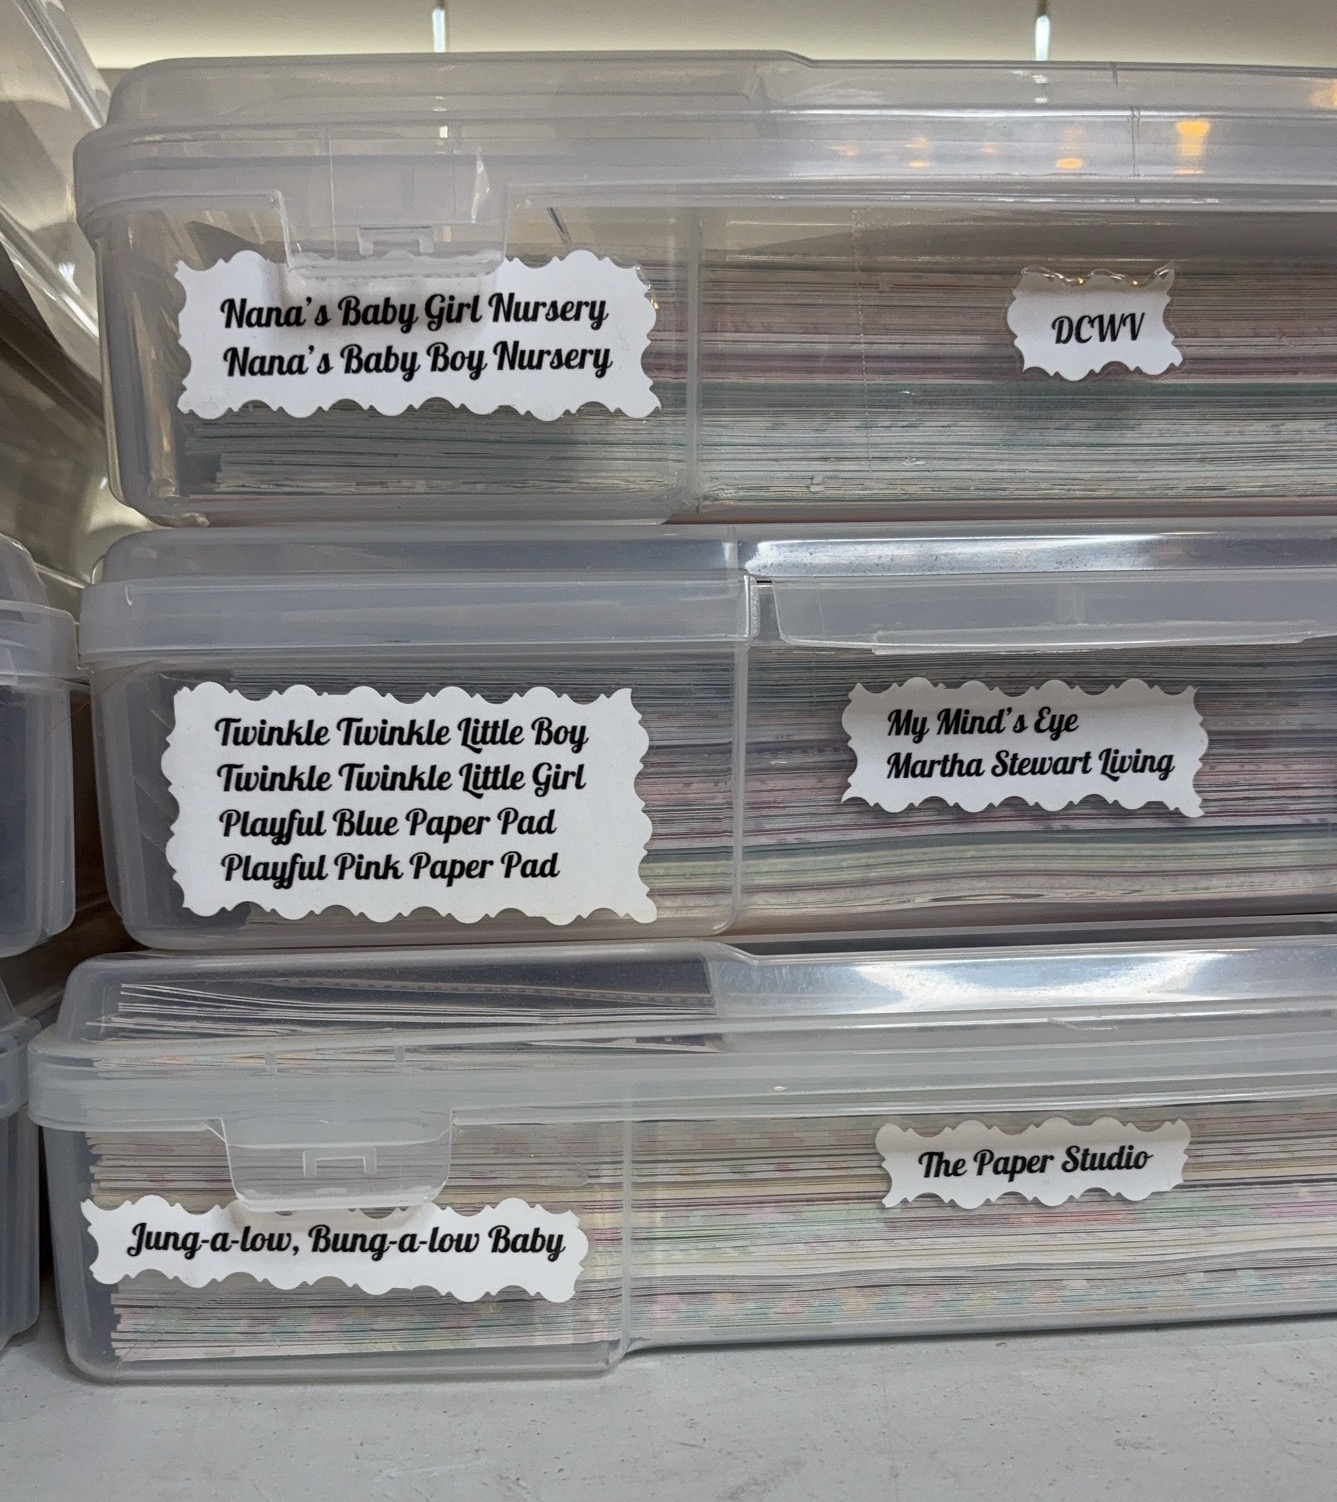 Nana's Baby Girl Nursery
Nana's Baby Boy Nursery
DCWV
Twinkle Twinkle Little Boy
Twinkle Twinkle Little Girl
Playful Blue Paper Pad
Playful Pink Paper Pad
My Mind's Eye
Martha Stewart Living
Jung-a-low, Bung-a-low Baby
The Paper Studio